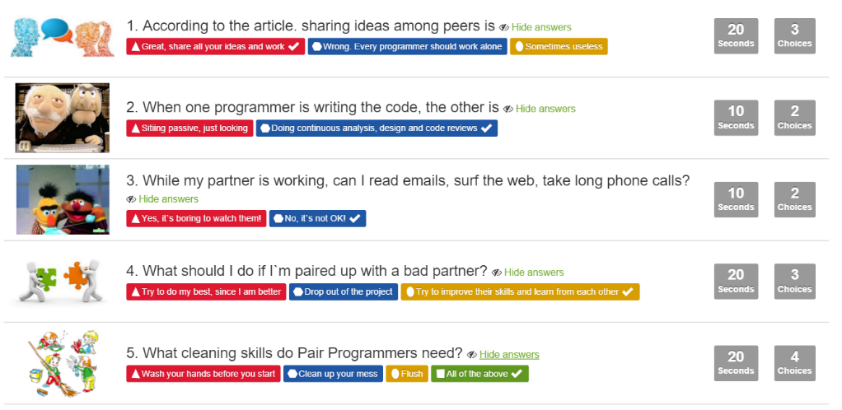 1. According to the article. sharing ideas among peers is Hide answers
Great, share all your ideas and work Wrong. Every programmer should work alone Sometimes useless
20 Seconds 3 Choices
2. When one programmer is writing the code, the other is Hide answers
Sitiing passive, just looking Doing continuous analysis, design and code reviews
10 Seconds 2 Choices
3. While my partner is working, can I read emails, surf the web, take long phone calls?
Hide answers
Yes, it's boring to watch them! No, it's not OK!
10 Seconds 2 Choices
4. What should I do if I`m paired up with a bad partner? Hide answers
Try to do my best, since I am better Drop out of the project Try to improve their skills and learn from each other
20 Seconds 3 Choices
5. What cleaning skills do Pair Programmers need? Hide answers
Wash your hands before you start Clean up your mess Flush All of the above
20 Seconds 4 Choices